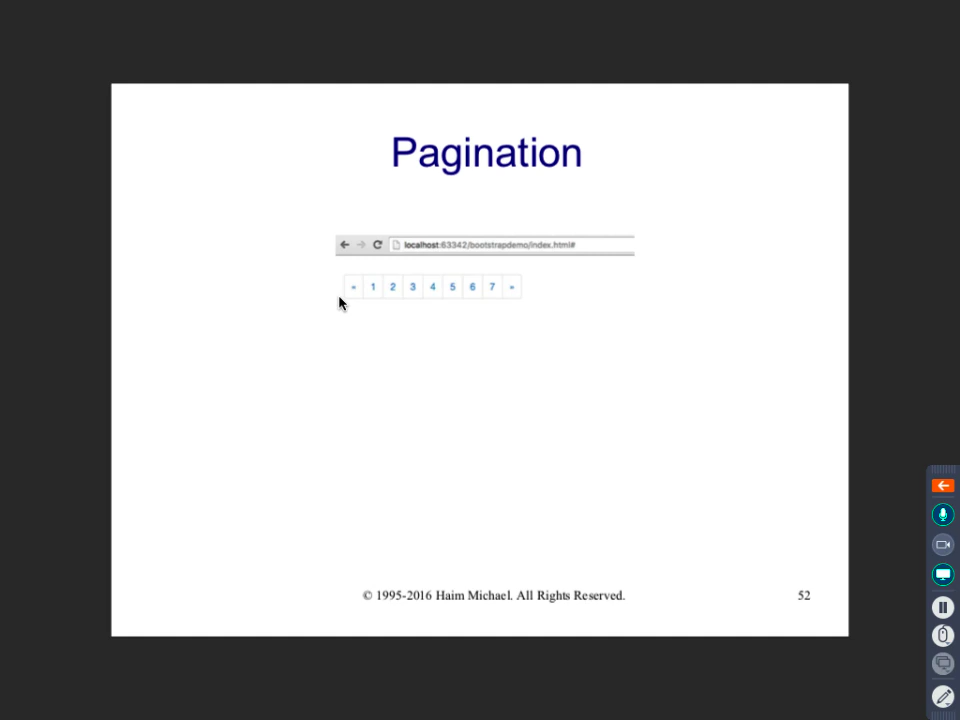 Pagination
localhost:63342/bootstrapdemo/index.html#
« 1 2 3 4 5 6 7 »
© 1995-2016 Haim Michael. All Rights Reserved.
52